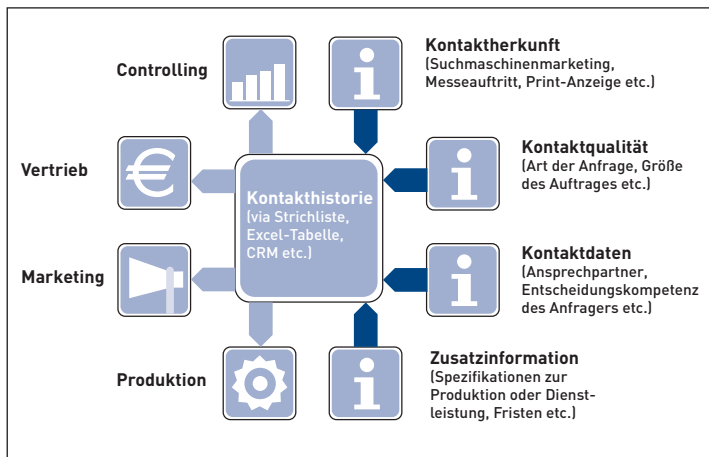 Controlling
Kontaktherkunft
(Suchmaschinenmarketing,
Messeauftritt, Print-Anzeige etc.)
Vertrieb
Kontaktqualität
(Art der Anfrage, Größe
des Auftrages etc.)
Kontakthistorie
(via Strichliste,
Excel-Tabelle,
CRM etc.)
Marketing
Kontaktdaten
(Ansprechpartner,
Entscheidungskompetenz
des Anfragers etc.)
Produktion
Zusatzinformation
(Spezifikationen zur
Produktion oder Dienst-
leistung, Fristen etc.)